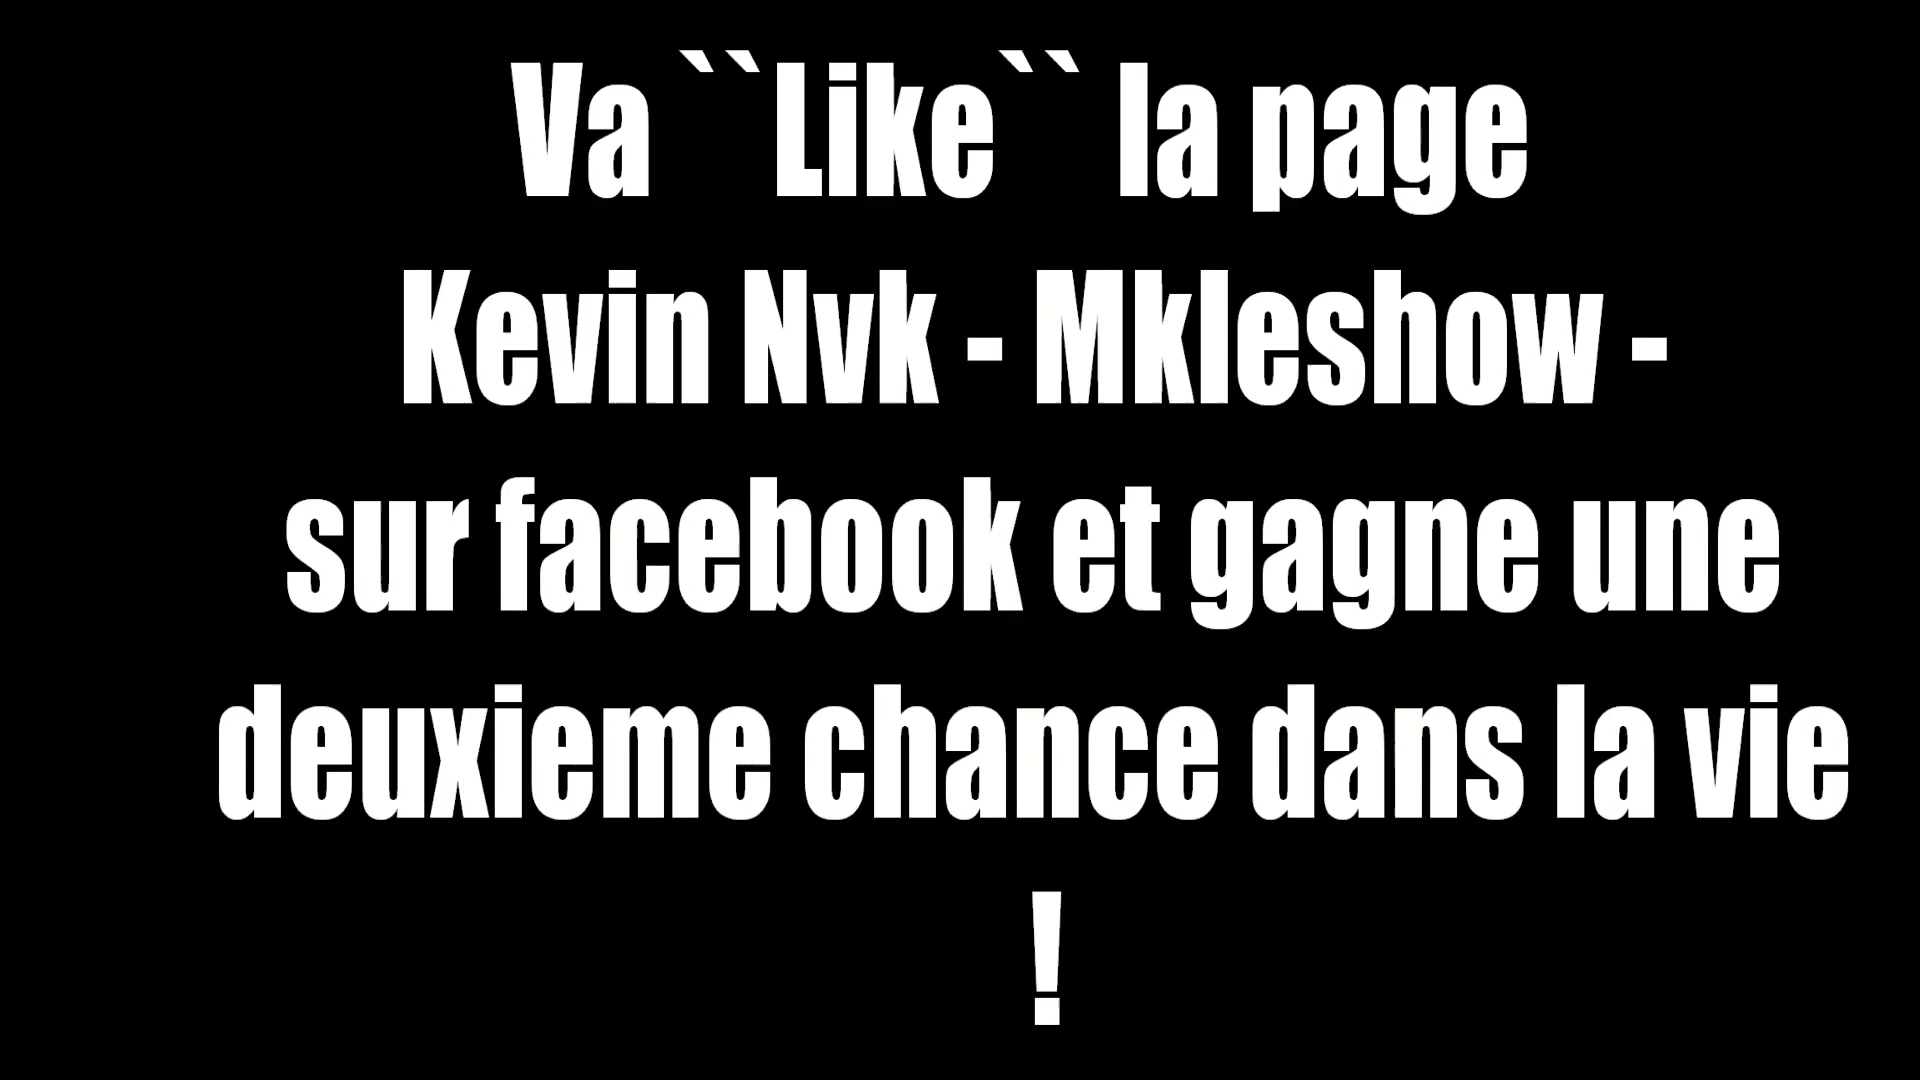 Va ``Like`` la page
Kevin Nvk - Mkleshow -
sur facebook et gagne une
deuxieme chance dans la vie
!